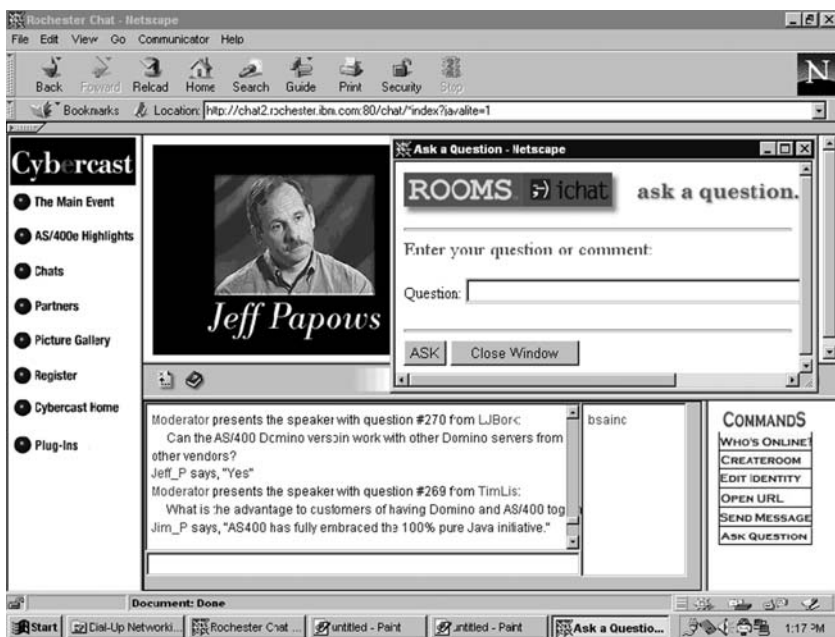 Rochester Chat - Netscape
File Edit View Go Communicator Help
Back Forward Reload Home Search Guide Print Security Stop
N
Bookmarks Location: http://chat2.rochester.ibm.com:80/chat/*index?javalite=1
Cybercast
The Main Event
AS/400e Highlights
Chats
Partners
Picture Gallery
Register
Cybercast Home
Plug-Ins
Jeff Papows
Ask a Question - Netscape
ROOMS ichat ask a question.
Enter your question or comment:
Question:
ASK Close Window
Moderator presents the speaker with question #270 from LJBork:
Can the AS/400 Domino version work with other Domino servers from
other vendors?
Jeff_P says, "Yes"
Moderator presents the speaker with question #269 from TimLis:
What is the advantage to customers of having Domino and AS/400 tog
Jim_P says, "AS400 has fully embraced the 100% pure Java initiative."
bsainc
COMMANDS
WHO'S ONLINE?
CREATEROOM
EDIT IDENTITY
OPEN URL
SEND MESSAGE
ASK QUESTION
Document: Done
Start Dial-Up Networki... Rochester Chat ... untitled - Paint untitled - Paint Ask a Questio... 1:17 PM